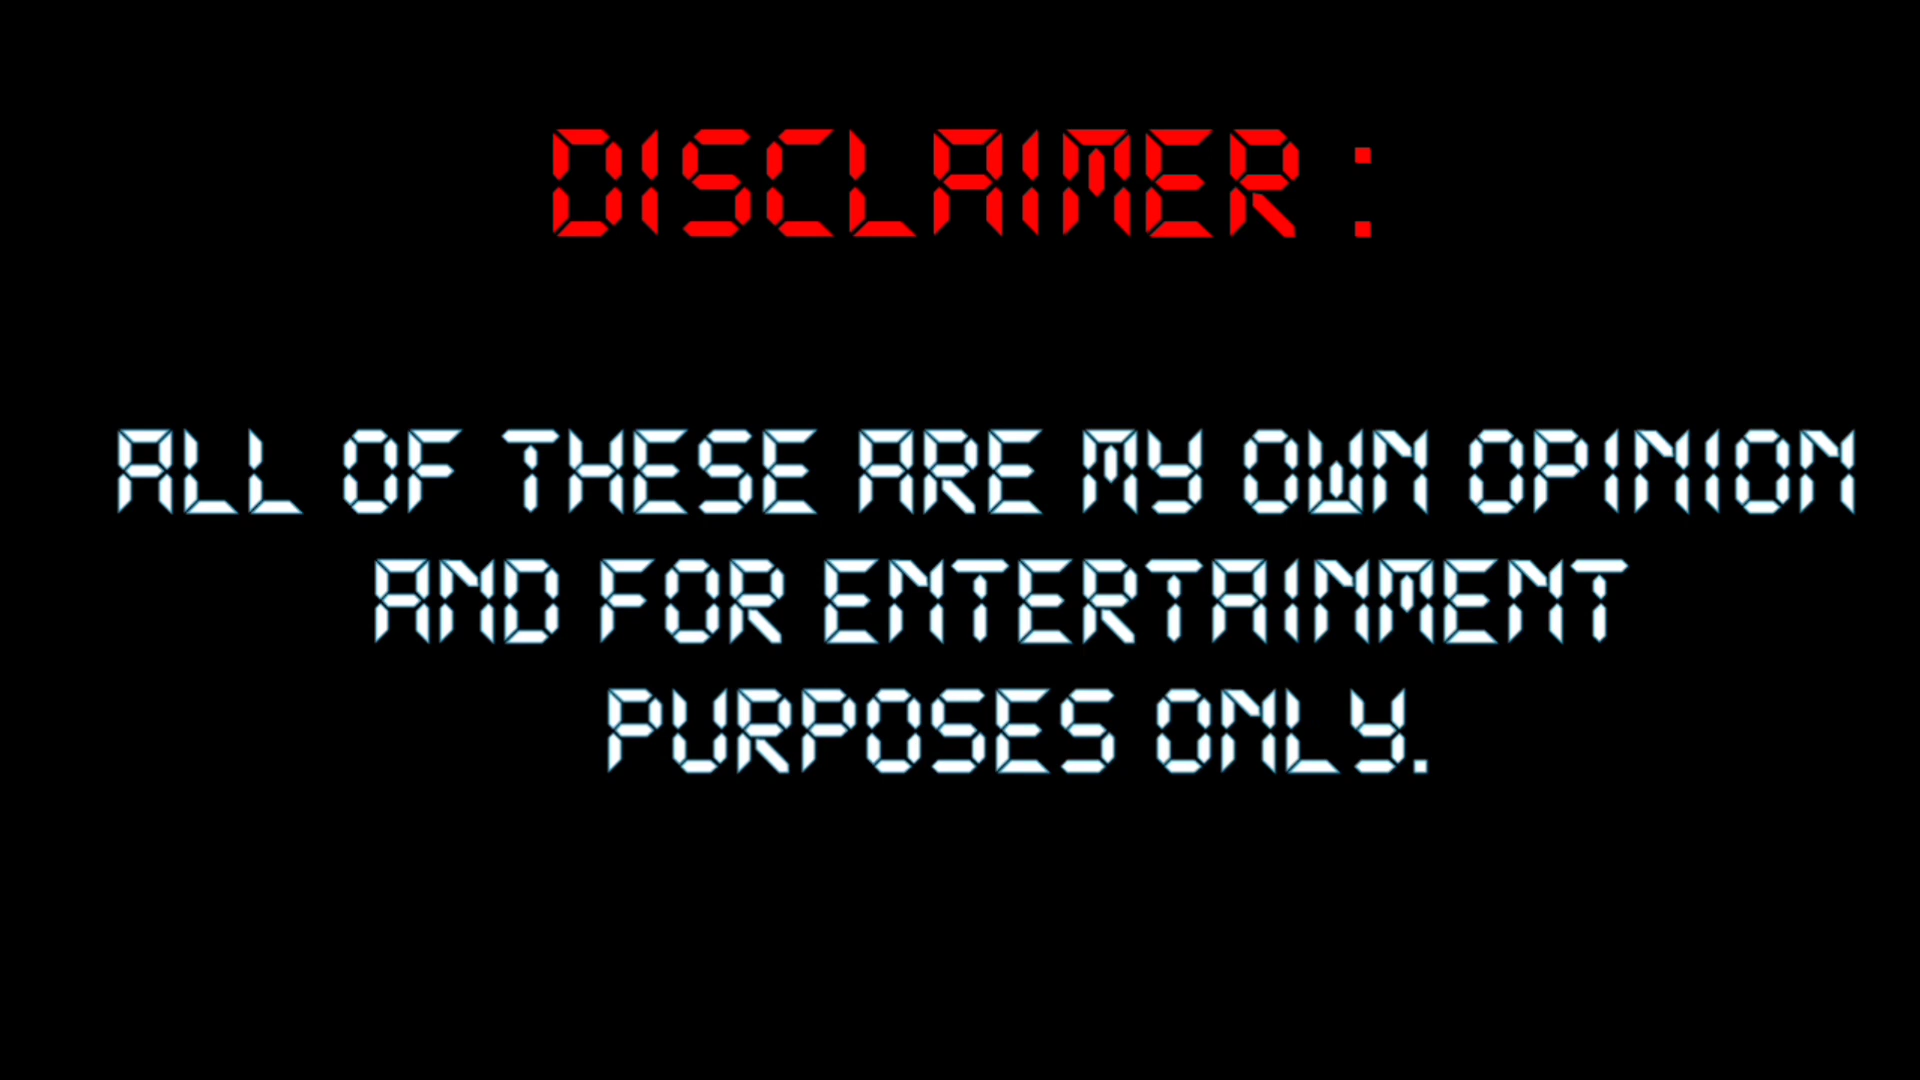 DISCLAIMER :
ALL OF THESE ARE MY OWN OPINION
AND FOR ENTERTAINMENT
PURPOSES ONLY.